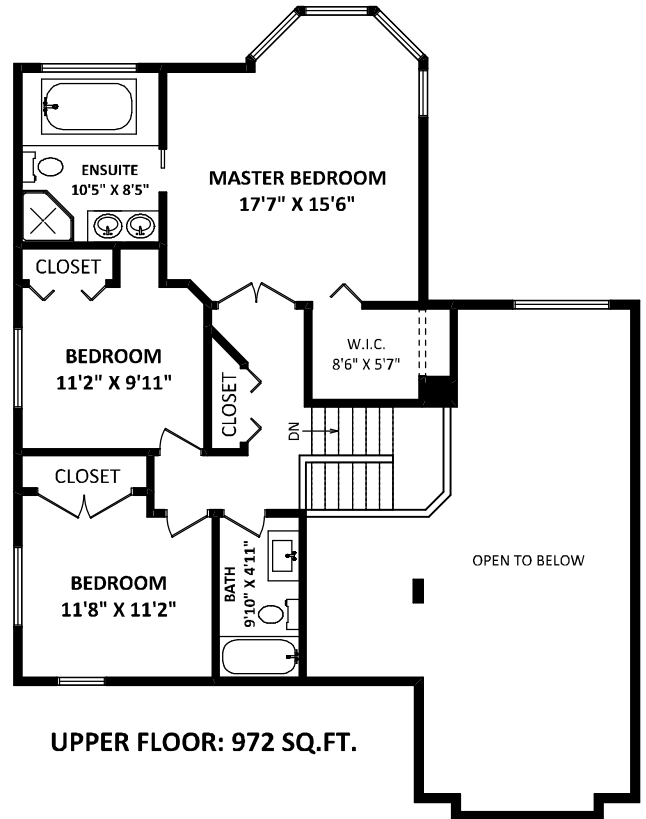 ENSUITE
10'5" X 8'5"
MASTER BEDROOM
17'7" X 15'6"
CLOSET
BEDROOM
11'2" X 9'11"
W.I.C.
8'6" X 5'7"
CLOSET
DN
CLOSET
BEDROOM
11'8" X 11'2"
BATH
9'10" X 4'11"
OPEN TO BELOW
UPPER FLOOR: 972 SQ.FT.